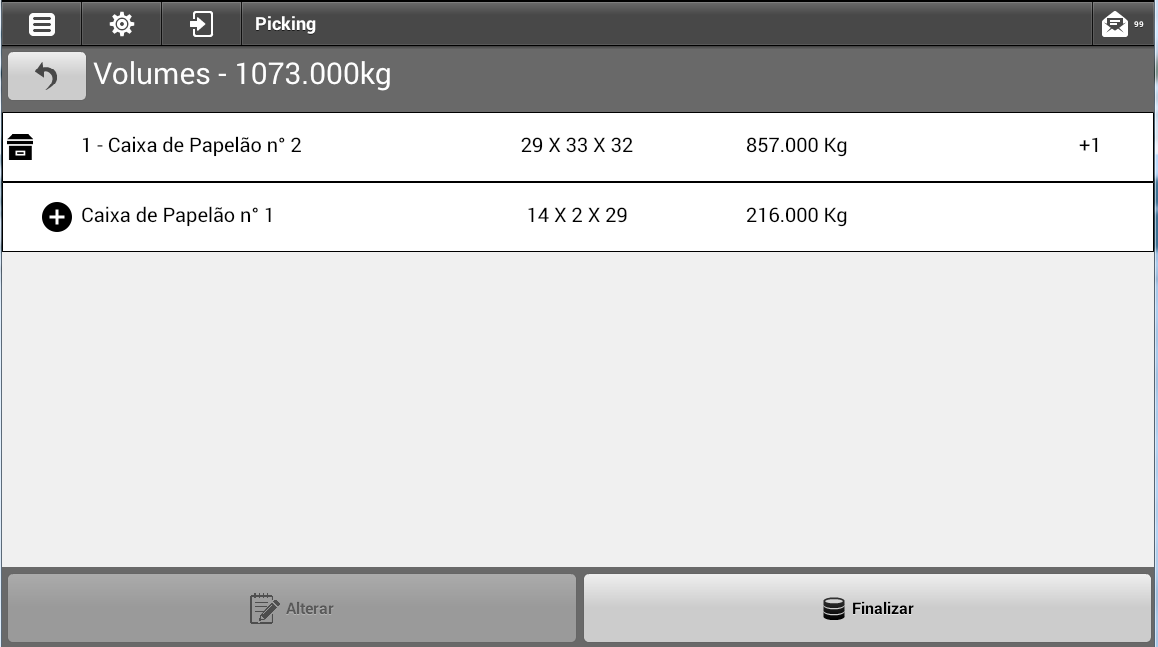 Picking
99
Volumes - 1073.000kg
1 - Caixa de Papelão n° 2 29 X 33 X 32 857.000 Kg +1
Caixa de Papelão n° 1 14 X 2 X 29 216.000 Kg
Alterar Finalizar